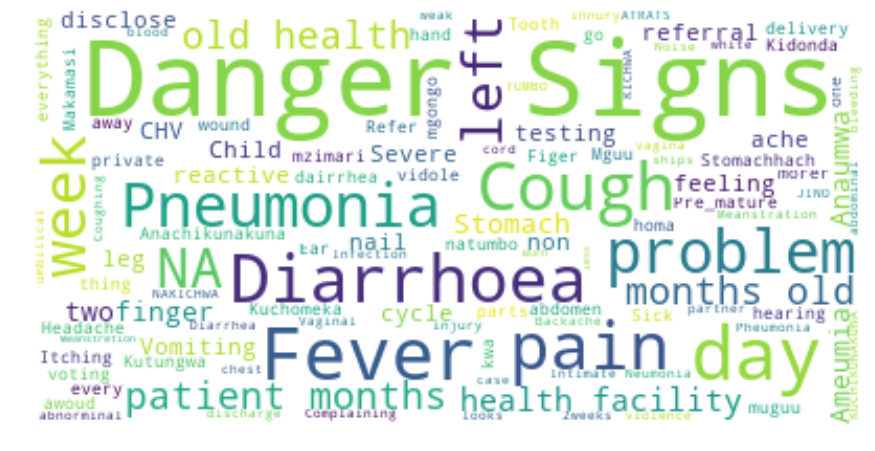 disclose
blood
everything
Makamasi
old health
hand
weak
Tooth
innury
ATRATS
go
referral
white
Noise
delivery
Kidonda
one
bleeding
Danger Signs
left
mgongo
TUMBO
KICHWA
away
CHV
wound
Refer
testing
ache
week
private
Child
mzimari
Severe
cord
Figer
Mguu
vagina
ships
Stomachhach
morer
JINO
Anaumwa
abdominal
reactive
dairrhea
vidole
Cough
feeling
Pre_mature
Meanstration
Coughing
umbilical
Pneumonia
Stomach
homa
Anachikunakuna
Ear
Infection
nail
natumbo
non
problem
leg
thing
NA
NAKICHWA
Diarrhoea
months old
two
finger
Kuchomeka
Vaginal
cycle
parts
abdomen
Sick
partner
hearing
Headache
Meanstretion
Diarrhea
injury
Backache
Pheumonia
Itching
Vomiting
Fever
pain
day
Ameumia
KUCHIKUNAKUNA
voting
Kutungwa
chest
kwa
case
Intimate
Neumonia
every
awoud
abnorminal
patient months
discharge
Complaining
health facility
looks
2weeks
violence
muguu